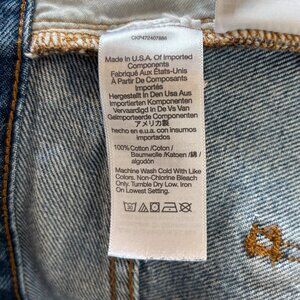 Made In U.S.A. Of Imported
Components
Fabriqué Aux États-Unis
À Partir De Composants
Importés
Hergestellt In Den Usa Aus
Importierten Komponenten
Vervaardigd In De Vs Van
Geïmporteerde Componenten
アメリカ製
hecho en e.u.a. con insumos
importados
100% Cotton / Coton /
Baumwolle / Katoen / 綿 /
algodón
Machine Wash Cold With Like
Colors. Non-Chlorine Bleach
Only. Tumble Dry Low. Iron
On Lowest Setting.